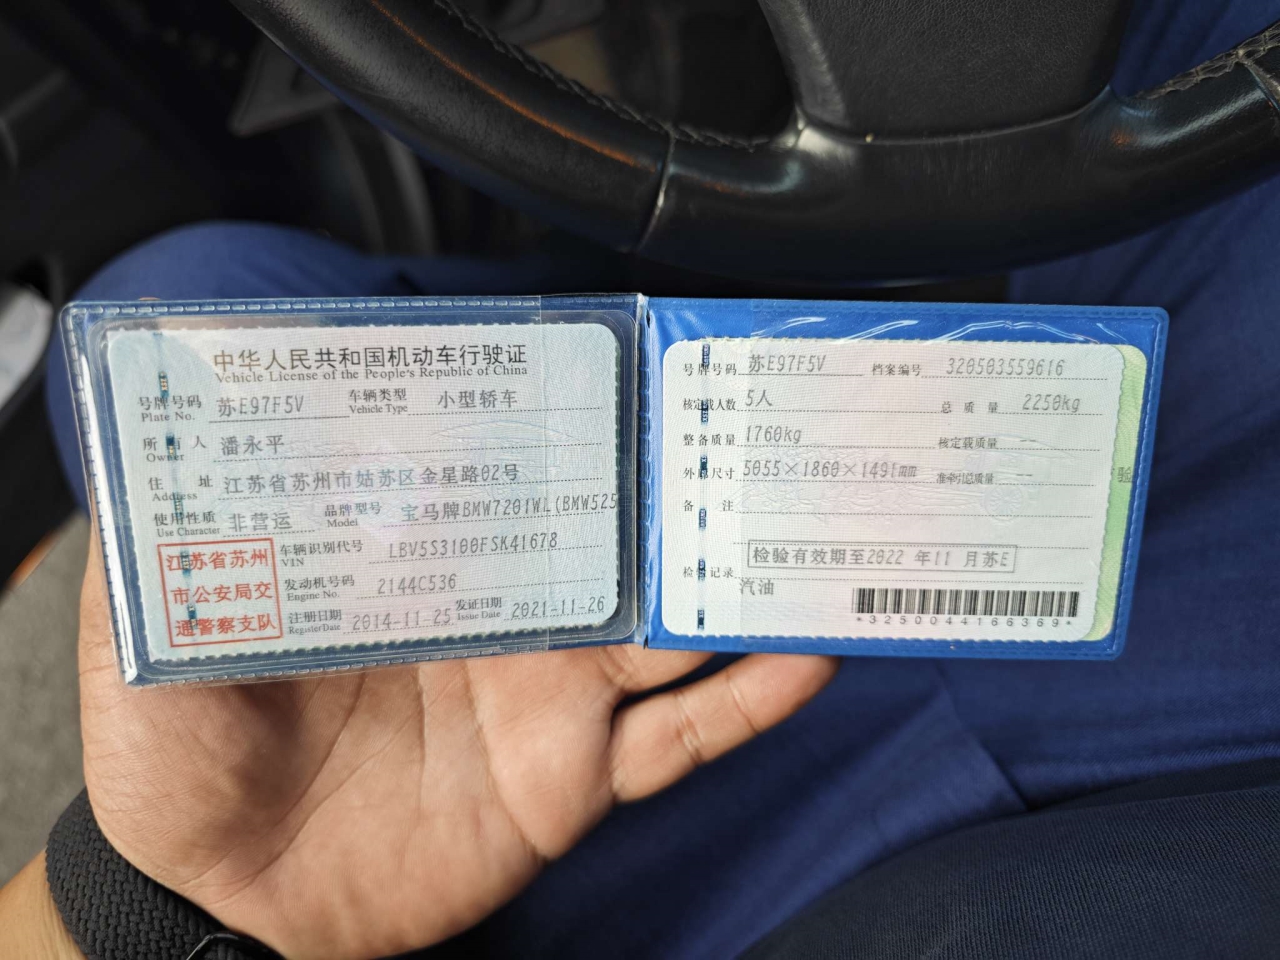 中华人民共和国机动车行驶证
Vehicle License of the People's Republic of China
号牌号码 苏E97F5V 车辆类型 小型轿车
Plate No. Vehicle Type
所有人 潘永平
Owner
住址 江苏省苏州市姑苏区金星路02号
Address
使用性质 非营运 品牌型号 宝马牌BMW7201WL(BMW525
Use Character Model
江苏省苏州
市公安局交
通警察支队
车辆识别代号 LBV5S3100FSK41678
VIN
发动机号码 2144C536
Engine No.
注册日期 2014-11-25 发证日期 2021-11-26
Register Date Issue Date
号牌号码 苏E97F5V 档案编号 320503559616
核定载人数 5人 总质量 2250kg
整备质量 1760kg 核定载质量 --
外廓尺寸 5055×1860×1491mm 准牵引总质量 --
备注
检验有效期至2022年11月苏E
检验记录
汽油
*3250044166369*
验